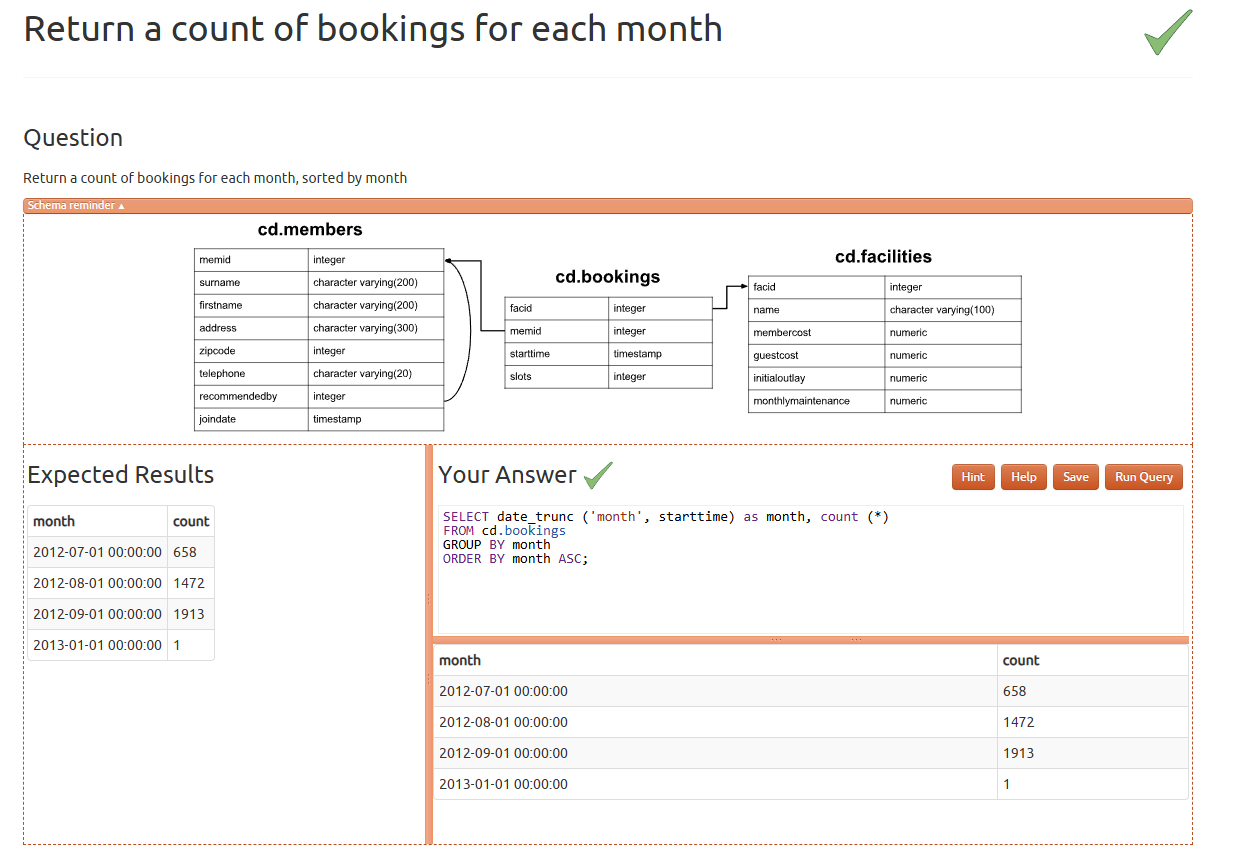 Return a count of bookings for each month
Question
Return a count of bookings for each month, sorted by month
Schema reminder ▲
cd.members
memid integer
surname character varying(200)
firstname character varying(200)
address character varying(300)
zipcode integer
telephone character varying(20)
recommendedby integer
joindate timestamp
cd.bookings
facid integer
memid integer
starttime timestamp
slots integer
cd.facilities
facid integer
name character varying(100)
membercost numeric
guestcost numeric
initialoutlay numeric
monthlymaintenance numeric
Expected Results
month count
2012-07-01 00:00:00 658
2012-08-01 00:00:00 1472
2012-09-01 00:00:00 1913
2013-01-01 00:00:00 1
Your Answer
Hint Help Save Run Query
SELECT date_trunc ('month', starttime) as month, count (*)
FROM cd.bookings
GROUP BY month
ORDER BY month ASC;
month count
2012-07-01 00:00:00 658
2012-08-01 00:00:00 1472
2012-09-01 00:00:00 1913
2013-01-01 00:00:00 1